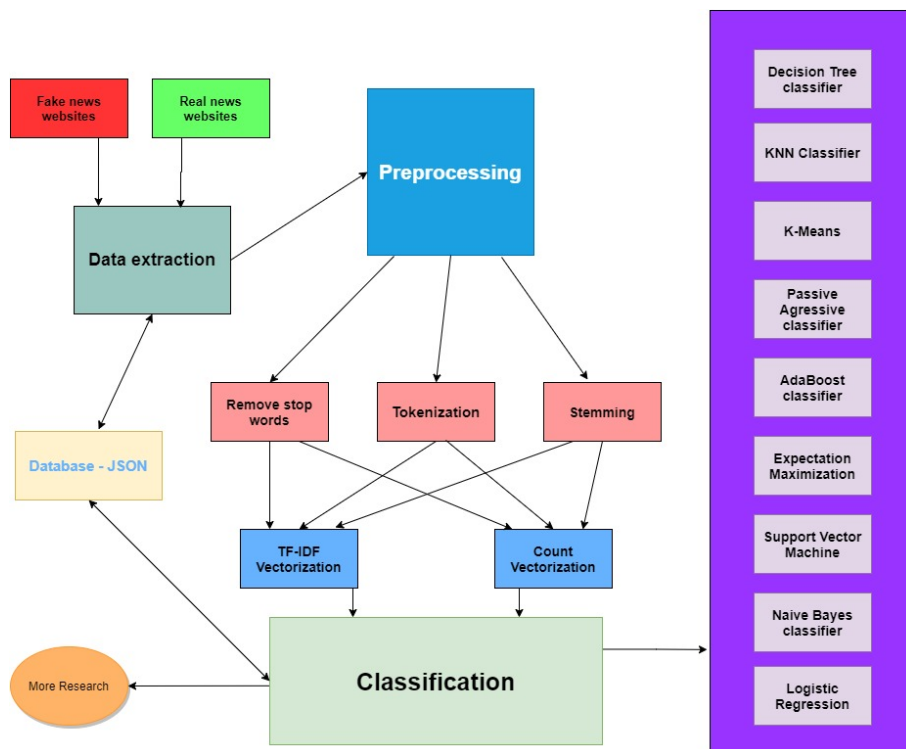 Fake news
websites
Real news
websites
Data extraction
Preprocessing
Database - JSON
Remove stop
words
Tokenization
Stemming
TF-IDF
Vectorization
Count
Vectorization
Classification
More Research
Decision Tree
classifier
KNN Classifier
K-Means
Passive
Agressive
classifier
AdaBoost
classifier
Expectation
Maximization
Support Vector
Machine
Naive Bayes
classifier
Logistic
Regression